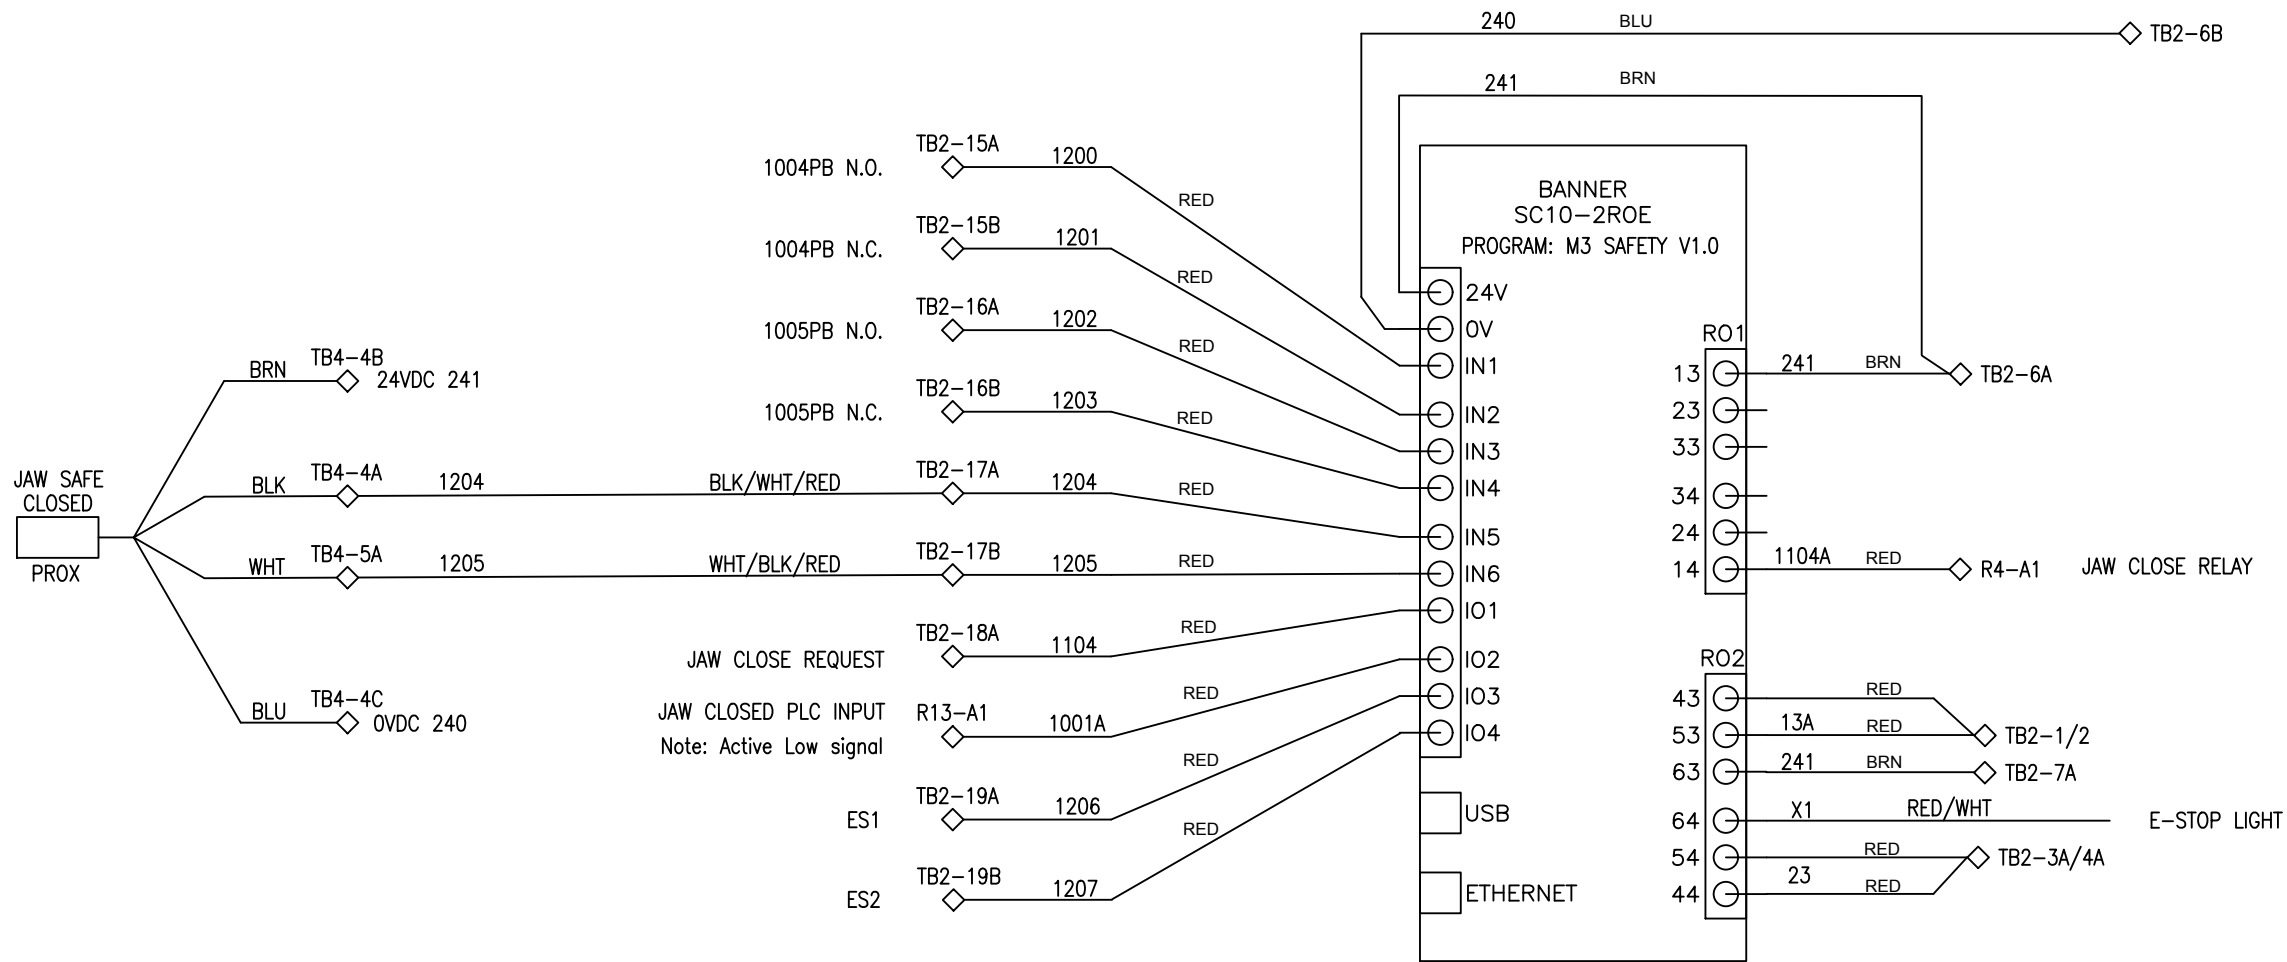 240 BLU
TB2-6B
241 BRN
TB2-15A
1004PB N.O. 1200
RED
TB2-15B
1004PB N.C. 1201
RED
TB2-16A
1005PB N.O. 1202
RED
TB2-16B
1005PB N.C. 1203
RED
JAW SAFE
CLOSED
PROX
BRN TB4-4B
24VDC 241
BLK TB4-4A 1204 BLK/WHT/RED TB2-17A 1204 RED
WHT TB4-5A 1205 WHT/BLK/RED TB2-17B 1205 RED
BLU TB4-4C
0VDC 240
TB2-18A
JAW CLOSE REQUEST 1104 RED
JAW CLOSED PLC INPUT R13-A1 1001A RED
Note: Active Low signal
TB2-19A
ES1 1206 RED
TB2-19B
ES2 1207 RED
BANNER
SC10-2ROE
PROGRAM: M3 SAFETY V1.0
24V
0V
IN1
IN2
IN3
IN4
IN5
IN6
IO1
IO2
IO3
IO4
USB
ETHERNET
RO1
13 241 BRN TB2-6A
23
33
34
24
14 1104A RED R4-A1 JAW CLOSE RELAY
RO2
43 RED
53 13A RED TB2-1/2
63 241 BRN TB2-7A
64 X1 RED/WHT E-STOP LIGHT
54 RED TB2-3A/4A
44 23 RED